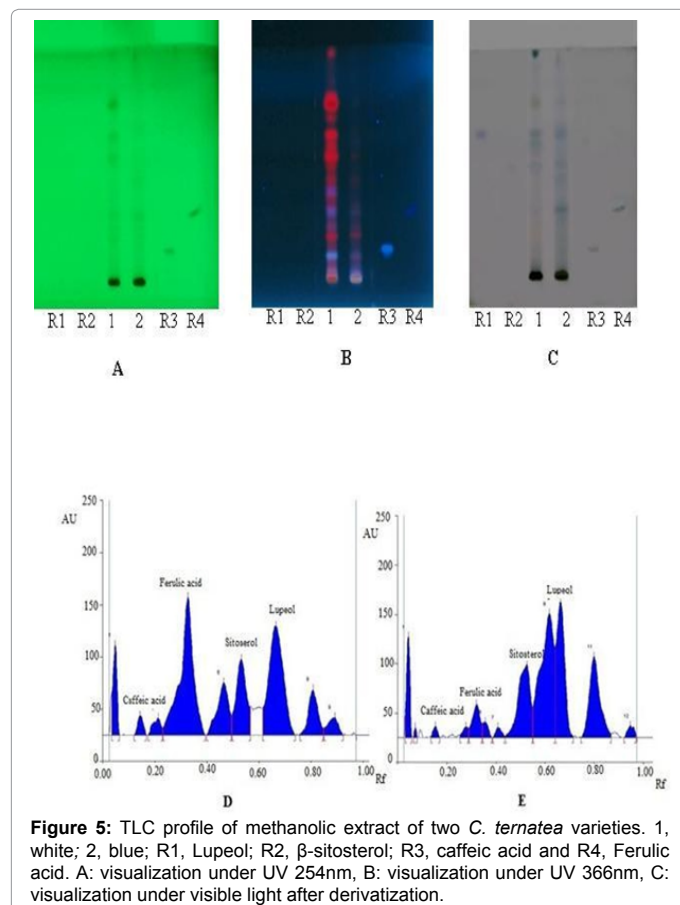 R1 R2 1 2 R3 R4
A
R1 R2 1 2 R3 R4
B
R1 R2 1 2 R3 R4
C
250
AU
200
150
100
50
0
0.00 0.20 0.40 0.60 0.80 1.00
Rf
Caffeic acid
Ferulic acid
Sitoserol
Lupeol
D
250
AU
200
150
100
50
0
0.20 0.40 0.60 0.80 1.00
Rf
Caffeic acid
Ferulic acid
Sitosterol
Lupeol
E
Figure 5: TLC profile of methanolic extract of two C. ternatea varieties. 1,
white; 2, blue; R1, Lupeol; R2, β-sitosterol; R3, caffeic acid and R4, Ferulic
acid. A: visualization under UV 254nm, B: visualization under UV 366nm, C:
visualization under visible light after derivatization.